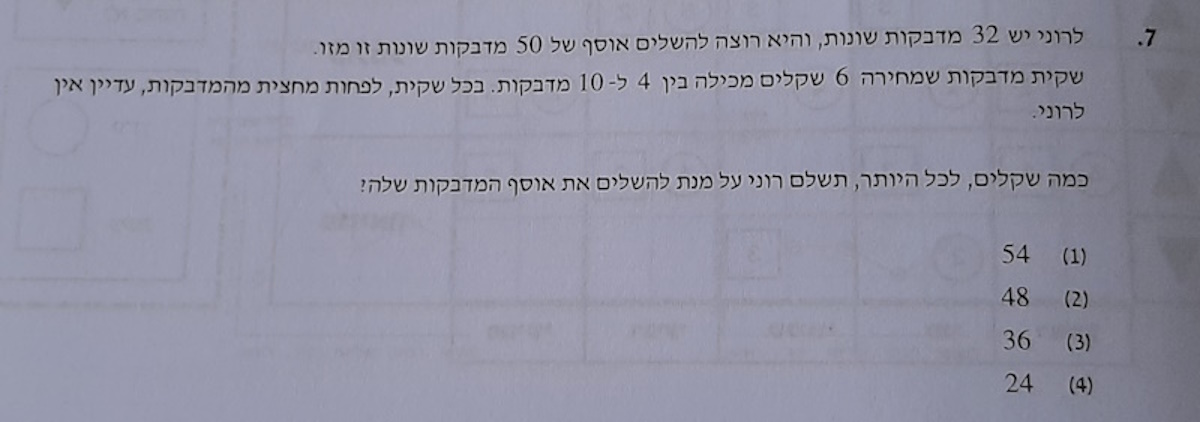 7. לרוני יש 32 מדבקות שונות, והיא רוצה להשלים אוסף של 50 מדבקות שונות זו מזו.
שקית מדבקות שמחירה 6 שקלים מכילה בין 4 ל-10 מדבקות. בכל שקית, לפחות מחצית מהמדבקות, עדיין אין
לרוני.
כמה שקלים, לכל היותר, תשלם רוני על מנת להשלים את אוסף המדבקות שלה?
(1) 54
(2) 48
(3) 36
(4) 24